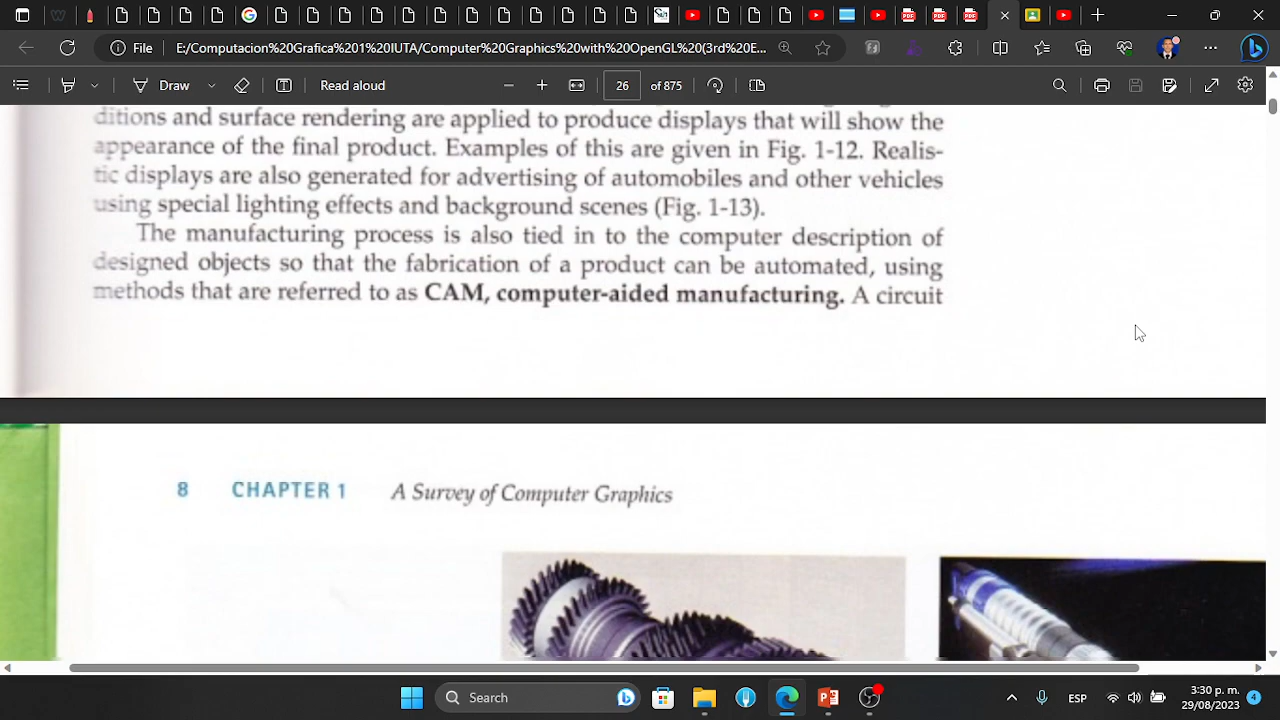 File
E:/Computacion%20Grafica%201%20IUTA/Computer%20Graphics%20with%20OpenGL%20(3rd%20E...
Draw
Read aloud
26
of 875
ditions and surface rendering are applied to produce displays that will show the
appearance of the final product. Examples of this are given in Fig. 1-12. Realis-
tic displays are also generated for advertising of automobiles and other vehicles
using special lighting effects and background scenes (Fig. 1-13).
The manufacturing process is also tied in to the computer description of
designed objects so that the fabrication of a product can be automated, using
methods that are referred to as CAM, computer-aided manufacturing. A circuit
8 CHAPTER 1 A Survey of Computer Graphics
Search
ESP
3:30 p. m.
29/08/2023
4